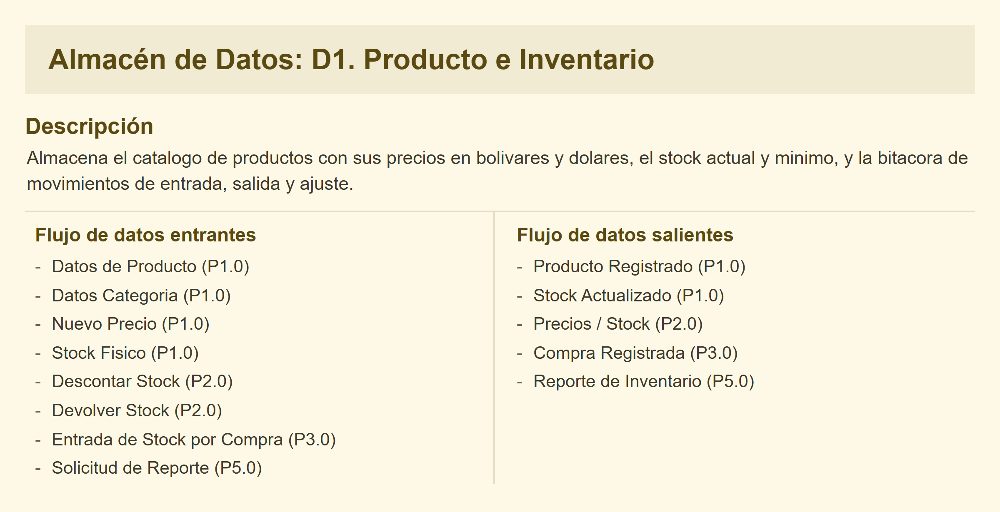 Almacén de Datos: D1. Producto e Inventario
Descripción
Almacena el catalogo de productos con sus precios en bolivares y dolares, el stock actual y minimo, y la bitacora de
movimientos de entrada, salida y ajuste.
Flujo de datos entrantes
- Datos de Producto (P1.0)
- Datos Categoria (P1.0)
- Nuevo Precio (P1.0)
- Stock Fisico (P1.0)
- Descontar Stock (P2.0)
- Devolver Stock (P2.0)
- Entrada de Stock por Compra (P3.0)
- Solicitud de Reporte (P5.0)
Flujo de datos salientes
- Producto Registrado (P1.0)
- Stock Actualizado (P1.0)
- Precios / Stock (P2.0)
- Compra Registrada (P3.0)
- Reporte de Inventario (P5.0)